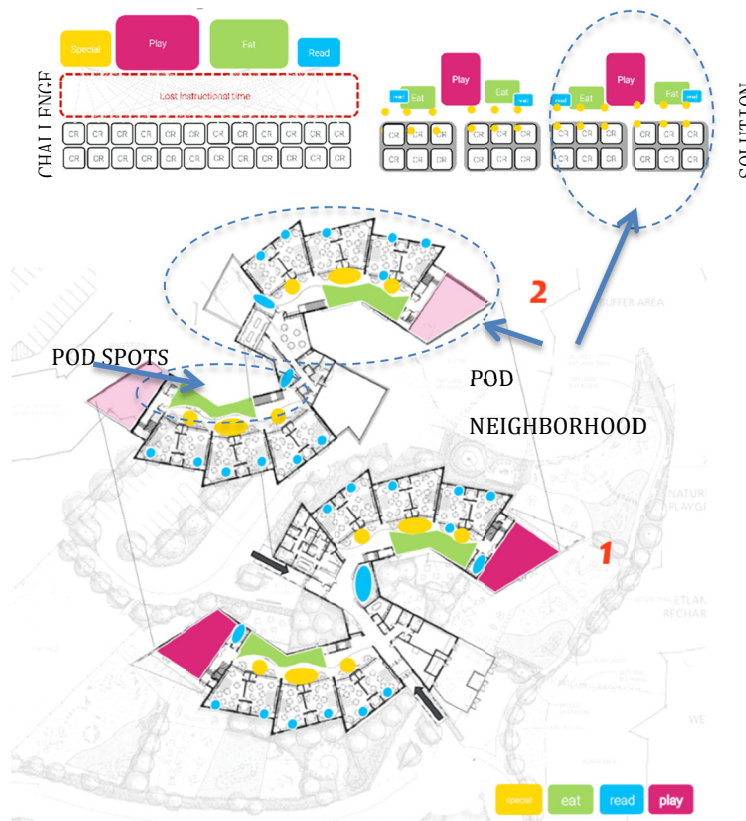 CHALLENGE
Special
Play
Eat
Read
Lost Instructional time
CR CR CR CR CR CR CR CR CR CR CR CR
CR CR CR CR CR CR CR CR CR CR CR CR
SOLUTION
Play
Play
read
Eat
Eat
read
read
Eat
Eat
read
CR CR CR
CR CR CR
CR CR CR
CR CR CR
CR CR CR
CR CR CR
CR CR CR
CR CR CR
2
BUFFER AREA
POD SPOTS
POD
NEIGHBORHOOD
1
special
eat
read
play